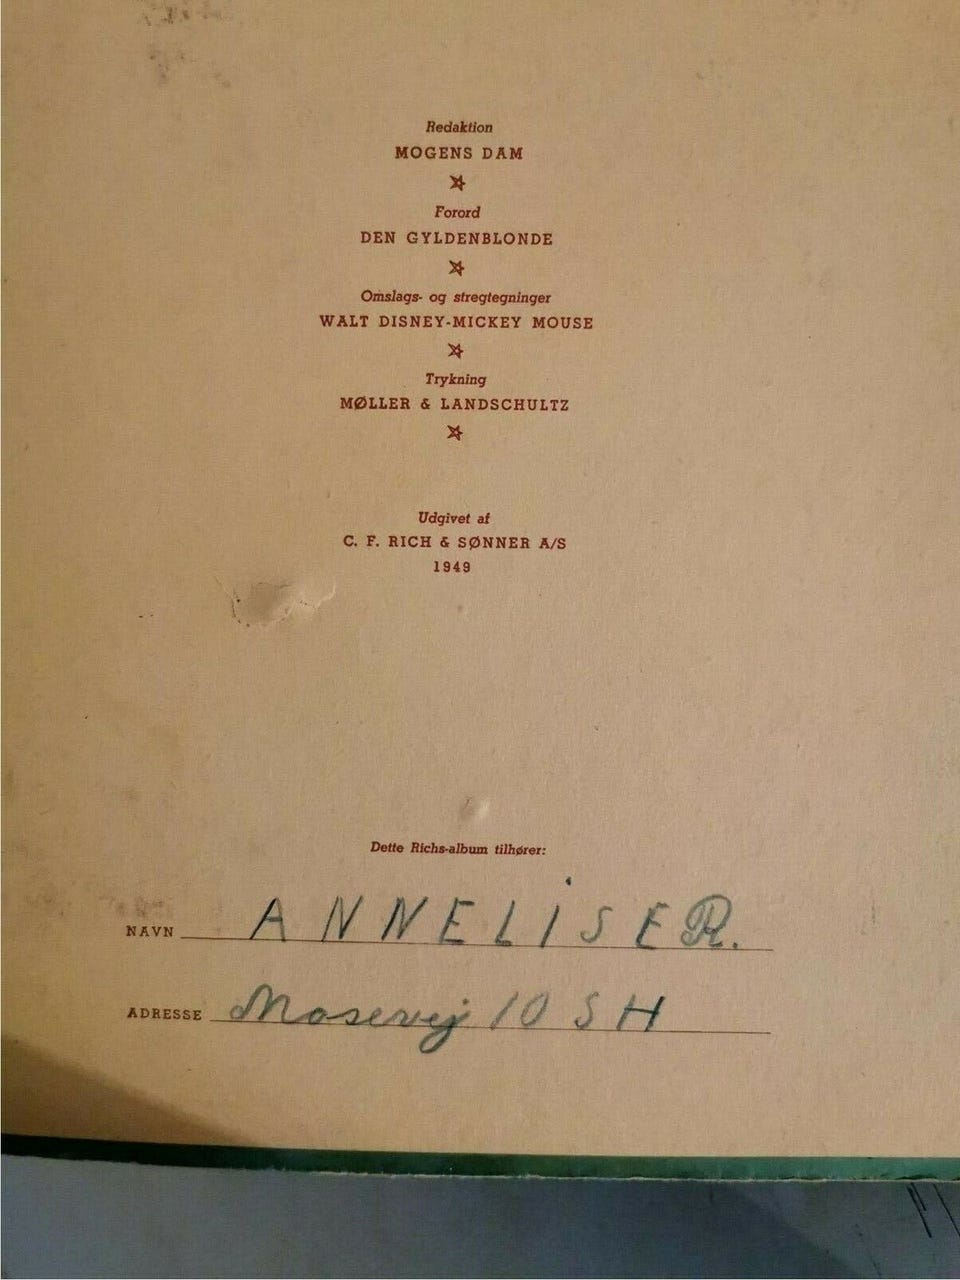 Redaktion
MOGENS DAM
Forord
DEN GYLDENBLONDE
Omslags- og stregtegninger
WALT DISNEY-MICKEY MOUSE
Trykning
MØLLER & LANDSCHULTZ
Udgivet af
C. F. RICH & SØNNER A/S
1949
Dette Richs-album tilhører:
NAVN ANNELiSE R.
ADRESSE Mosevej 10 S H